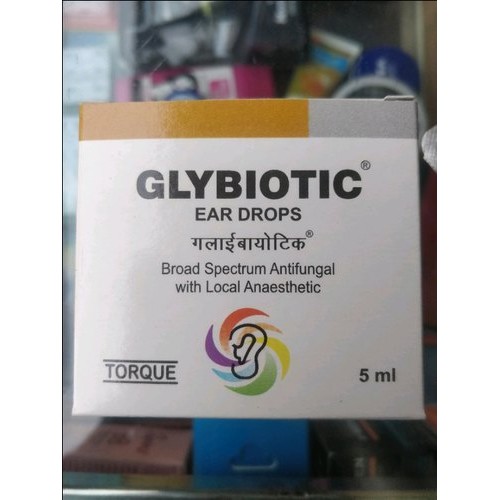 GLYBIOTIC®
EAR DROPS
गलाईबायोटिक®
Broad Spectrum Antifungal
with Local Anaesthetic
TORQUE
5 ml